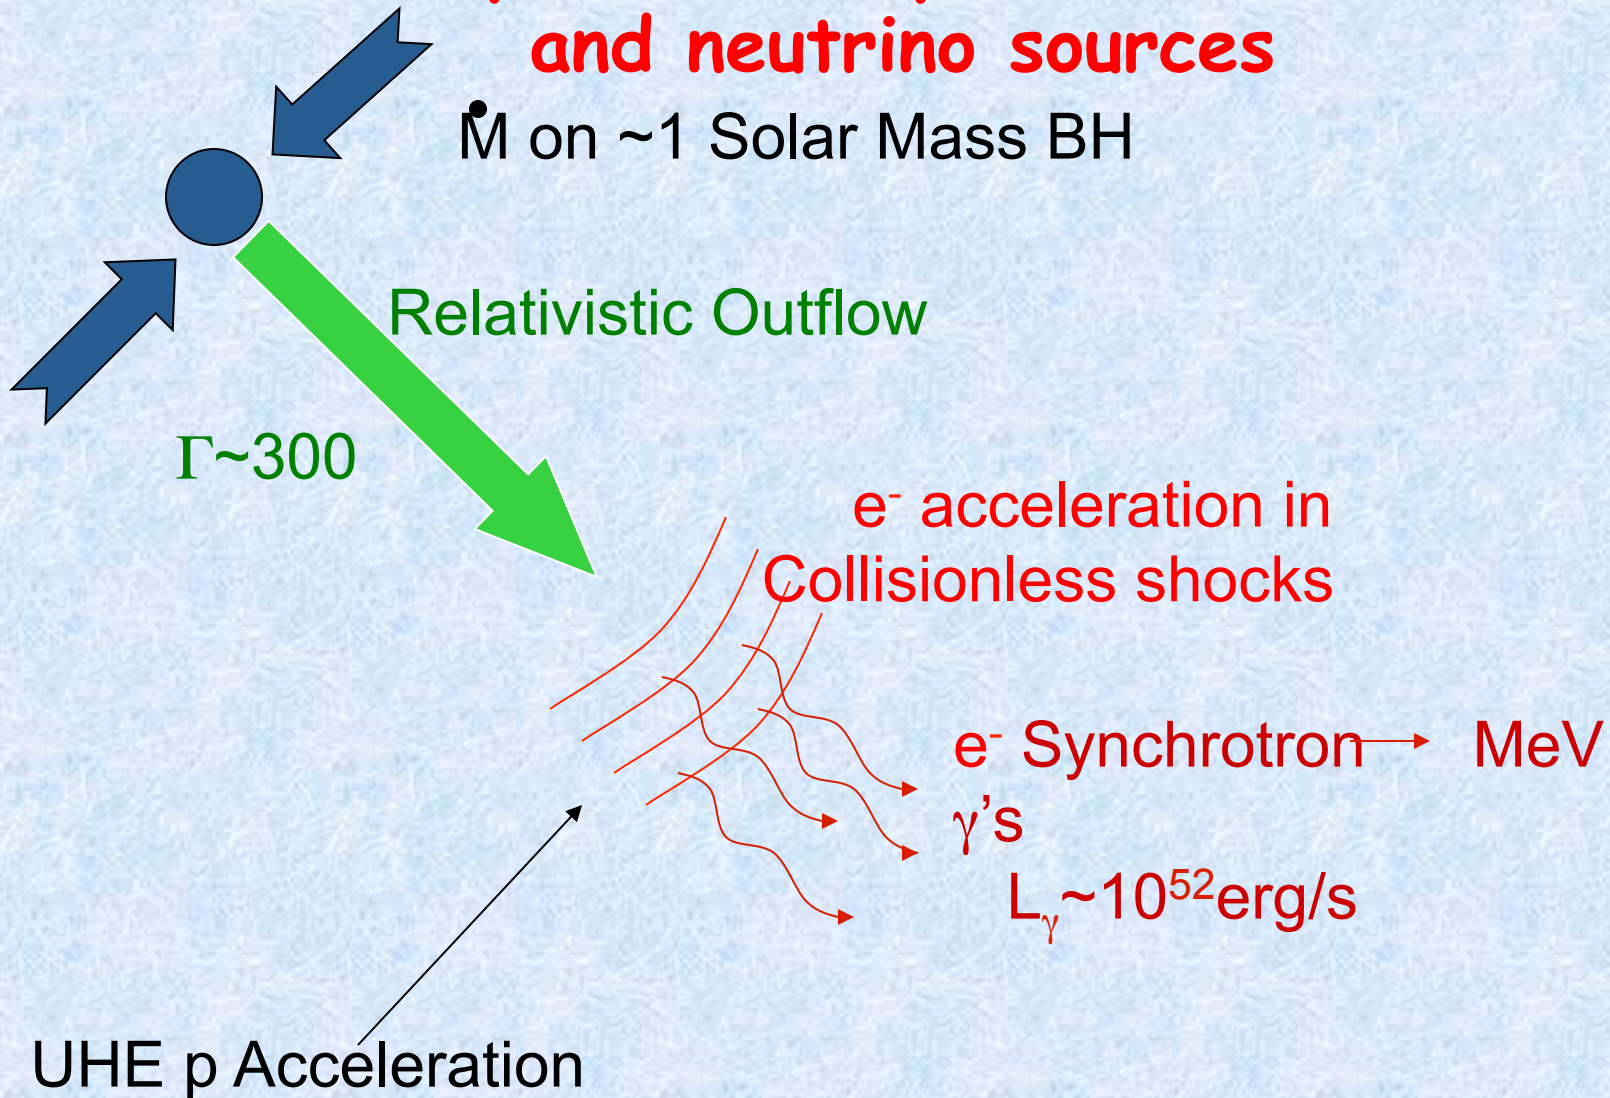 and neutrino sources
Ṁ on ~1 Solar Mass BH
Relativistic Outflow
Γ~300
e⁻ acceleration in
Collisionless shocks
e⁻ Synchrotron → MeV
γ’s
Lᵧ~10⁵²erg/s
UHE p Acceleration